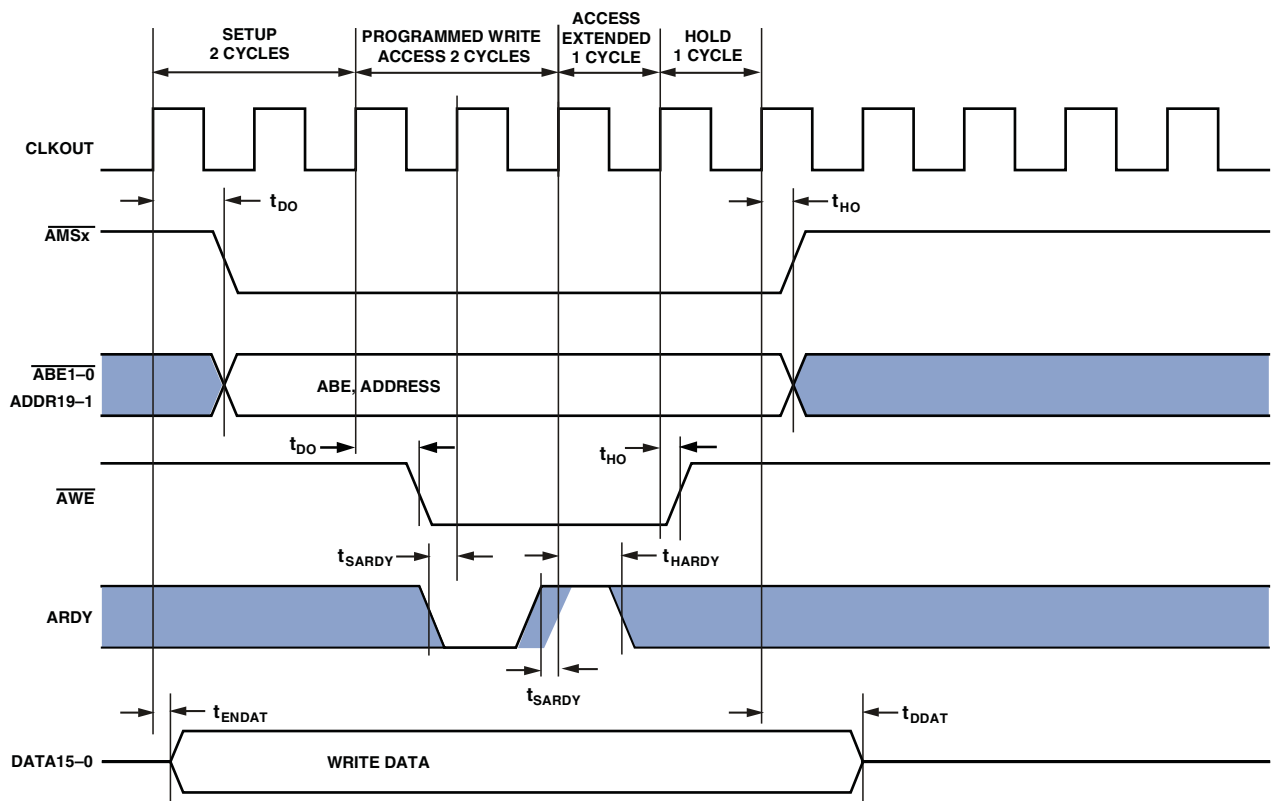 SETUP
2 CYCLES
PROGRAMMED WRITE
ACCESS 2 CYCLES
ACCESS
EXTENDED
1 CYCLE
HOLD
1 CYCLE
CLKOUT
tDO
tHO
AMSx
ABE1–0
ADDR19–1
ABE, ADDRESS
tDO
tHO
AWE
tSARDY
tHARDY
ARDY
tSARDY
tENDAT
tDDAT
DATA15–0
WRITE DATA